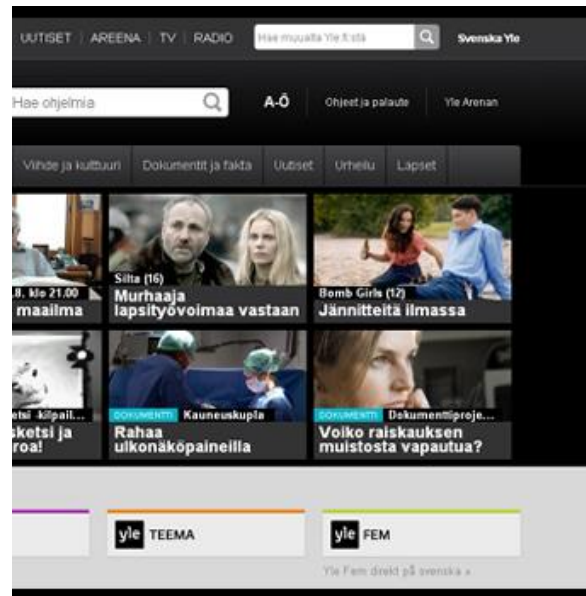 UUTISET | AREENA | TV | RADIO
Hae muualta Yle.fi:stä
Svenska Yle
Hae ohjelmia
A-Ö
Ohjeet ja palaute
Yle Arenan
Viihde ja kulttuuri
Dokumentit ja fakta
Uutiset
Urheilu
Lapset
.8. klo 21.00
maailma
Silta (16)
Murhaaja
lapsityövoimaa vastaan
Bomb Girls (12)
Jännitteitä ilmassa
etsi -kilpail...
sketsi ja
roa!
DOKUMENTTI Kauneuskupla
Rahaa
ulkonäköpaineilla
DOKUMENTTI Dokumenttiproje...
Voiko raiskauksen
muistosta vapautua?
yle TEEMA
yle FEM
Yle Fem direkt på svenska »